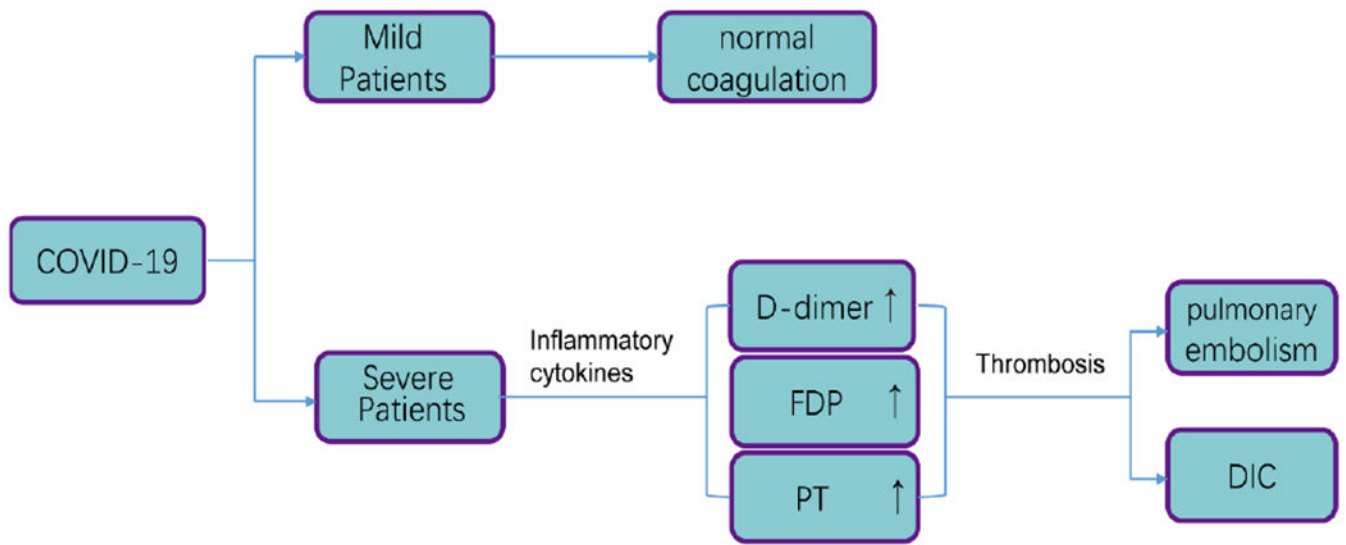 Mild
Patients
normal
coagulation
COVID-19
Severe
Patients
Inflammatory
cytokines
D-dimer ↑
FDP ↑
PT ↑
Thrombosis
pulmonary
embolism
DIC